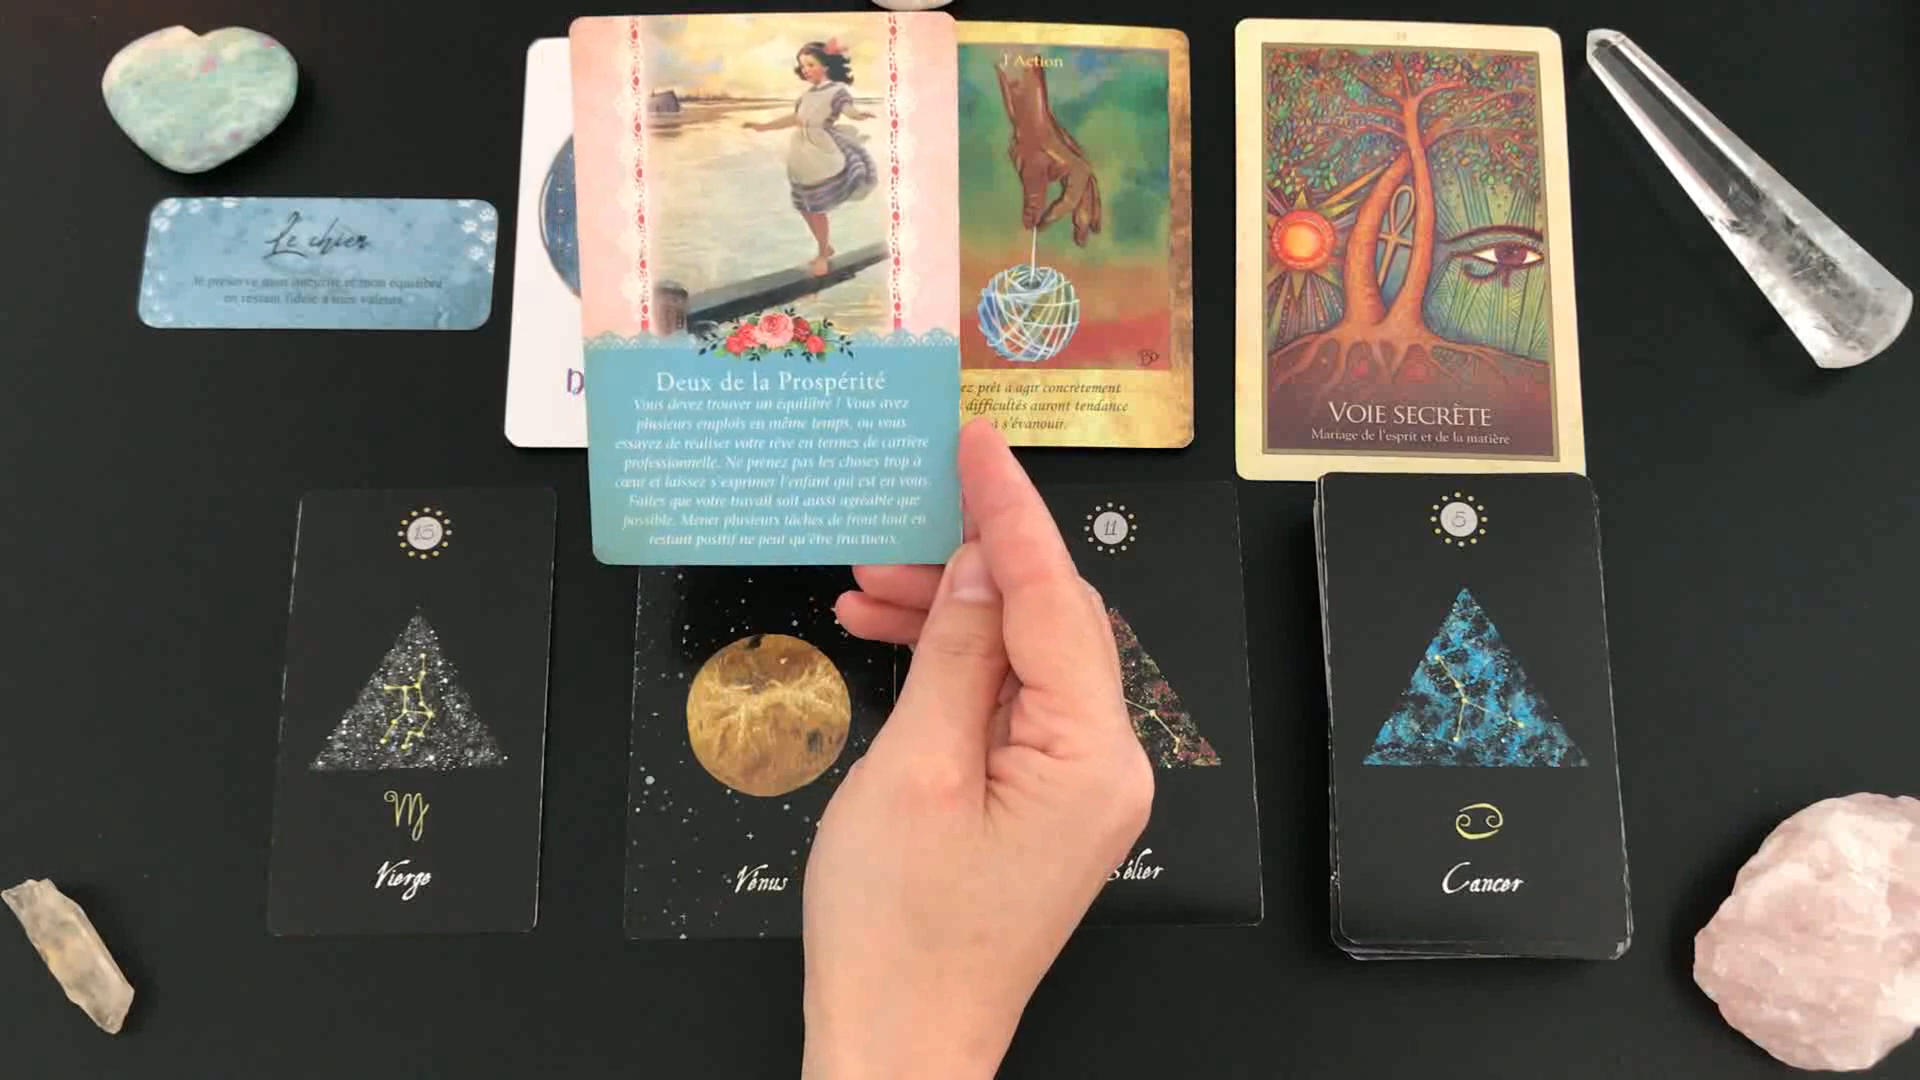 Le chien
Je préserve mon intégrité et mon équilibre
en restant fidèle à mes valeurs
D
Deux de la Prospérité
Vous devez trouver un équilibre ! Vous avez
plusieurs emplois en même temps, ou vous
essayez de réaliser votre rêve en termes de carrière
professionnelle. Ne prenez pas les choses trop à
cœur et laissez s'exprimer l'enfant qui est en vous.
Faites que votre travail soit aussi agréable que
possible. Mener plusieurs tâches de front tout en
restant positif ne peut qu'être fructueux.
L'Action
ez prêt à agir concrètement
difficultés auront tendance
à s'évanouir.
VOIE SECRÈTE
Mariage de l'esprit et de la matière
15
Vierge
Vénus
11
Bélier
5
Cancer